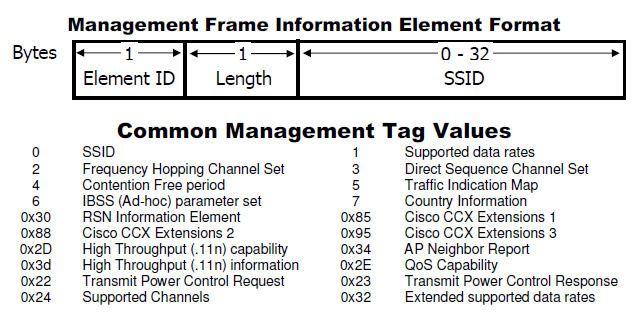 Management Frame Information Element Format
Bytes 1 1 0 - 32
Element ID Length SSID
Common Management Tag Values
0 SSID 1 Supported data rates
2 Frequency Hopping Channel Set 3 Direct Sequence Channel Set
4 Contention Free period 5 Traffic Indication Map
6 IBSS (Ad-hoc) parameter set 7 Country Information
0x30 RSN Information Element 0x85 Cisco CCX Extensions 1
0x88 Cisco CCX Extensions 2 0x95 Cisco CCX Extensions 3
0x2D High Throughput (.11n) capability 0x34 AP Neighbor Report
0x3d High Throughput (.11n) information 0x2E QoS Capability
0x22 Transmit Power Control Request 0x23 Transmit Power Control Response
0x24 Supported Channels 0x32 Extended supported data rates